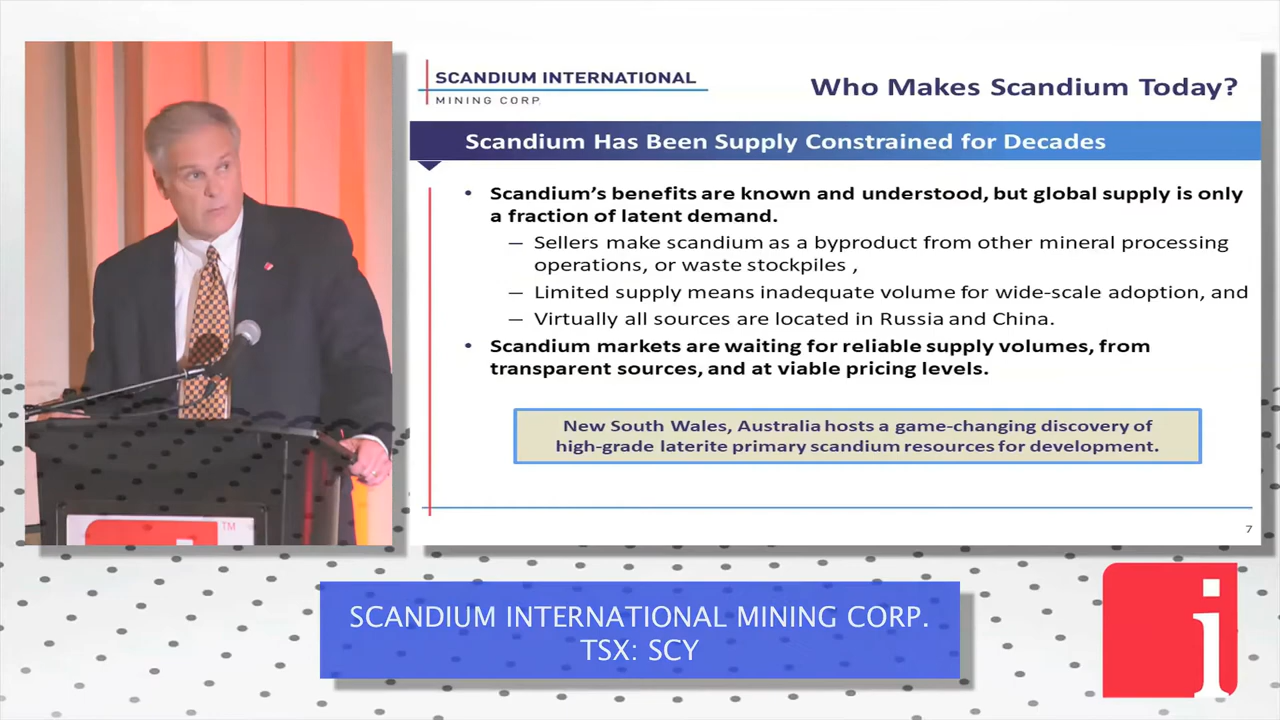 SCANDIUM INTERNATIONAL
MINING CORP.
Who Makes Scandium Today?
Scandium Has Been Supply Constrained for Decades
• Scandium's benefits are known and understood, but global supply is only
a fraction of latent demand.
– Sellers make scandium as a byproduct from other mineral processing
operations, or waste stockpiles ,
– Limited supply means inadequate volume for wide-scale adoption, and
– Virtually all sources are located in Russia and China.
• Scandium markets are waiting for reliable supply volumes, from
transparent sources, and at viable pricing levels.
New South Wales, Australia hosts a game-changing discovery of
high-grade laterite primary scandium resources for development.
7
TM
SCANDIUM INTERNATIONAL MINING CORP.
TSX: SCY
i